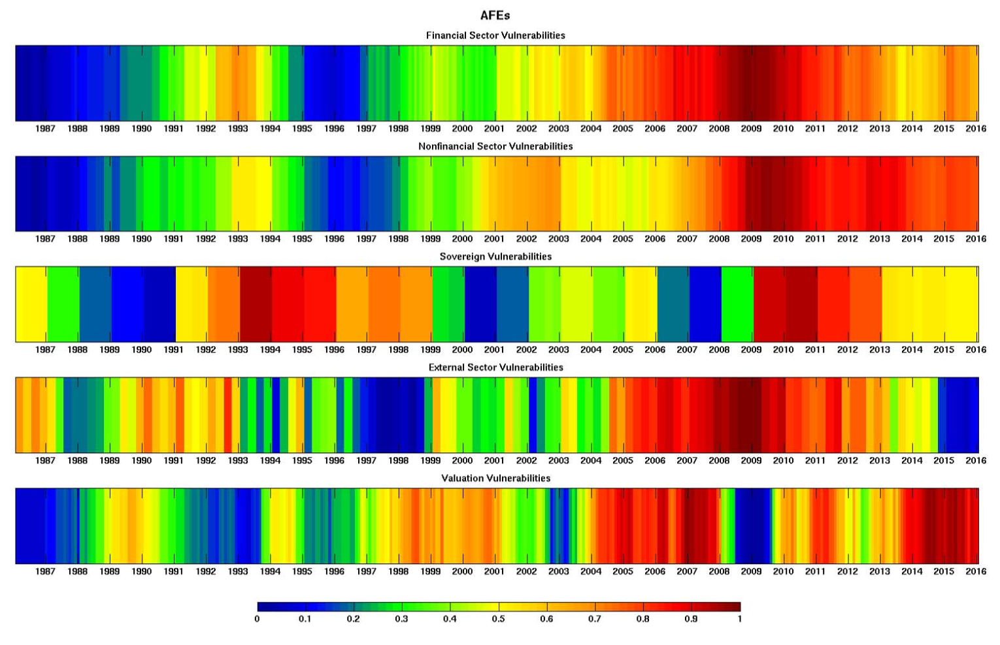 AFEs
Financial Sector Vulnerabilities
1987 1988 1989 1990 1991 1992 1993 1994 1995 1996 1997 1998 1999 2000 2001 2002 2003 2004 2005 2006 2007 2008 2009 2010 2011 2012 2013 2014 2015 2016
Nonfinancial Sector Vulnerabilities
1987 1988 1989 1990 1991 1992 1993 1994 1995 1996 1997 1998 1999 2000 2001 2002 2003 2004 2005 2006 2007 2008 2009 2010 2011 2012 2013 2014 2015 2016
Sovereign Vulnerabilities
1987 1988 1989 1990 1991 1992 1993 1994 1995 1996 1997 1998 1999 2000 2001 2002 2003 2004 2005 2006 2007 2008 2009 2010 2011 2012 2013 2014 2015 2016
External Sector Vulnerabilities
1987 1988 1989 1990 1991 1992 1993 1994 1995 1996 1997 1998 1999 2000 2001 2002 2003 2004 2005 2006 2007 2008 2009 2010 2011 2012 2013 2014 2015 2016
Valuation Vulnerabilities
1987 1988 1989 1990 1991 1992 1993 1994 1995 1996 1997 1998 1999 2000 2001 2002 2003 2004 2005 2006 2007 2008 2009 2010 2011 2012 2013 2014 2015 2016
0 0.1 0.2 0.3 0.4 0.5 0.6 0.7 0.8 0.9 1